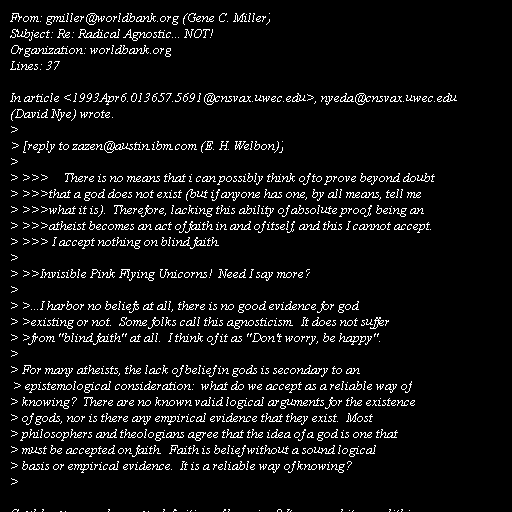 From: gmiller@worldbank.org (Gene C. Miller)
Subject: Re: Radical Agnostic... NOT!
Organization: worldbank.org
Lines: 37

In article <1993Apr6.013657.5691@cnsvax.uwec.edu>, nyeda@cnsvax.uwec.edu
(David Nye) wrote.
>
> [reply to zazen@austin.ibm.com (E. H. Welbon)]
>
> >>>     There is no means that i can possibly think of to prove beyond doubt
> >>>that a god does not exist (but if anyone has one, by all means, tell me
> >>>what it is).  Therefore, lacking this ability of absolute proof, being an
> >>>atheist becomes an act of faith in and of itself, and this I cannot accept.
> >>> I accept nothing on blind faith.
>
> >>Invisible Pink Flying Unicorns!  Need I say more?
>
> >...I harbor no beliefs at all, there is no good evidence for god
> >existing or not.  Some folks call this agnosticism.  It does not suffer
> >from "blind faith" at all.  I think of it as "Don't worry, be happy".
>
> For many atheists, the lack of belief in gods is secondary to an
> epistemological consideration:  what do we accept as a reliable way of
> knowing?  There are no known valid logical arguments for the existence
> of gods, nor is there any empirical evidence that they exist.  Most
> philosophers and theologians agree that the idea of a god is one that
> must be accepted on faith.  Faith is belief without a sound logical
> basis or empirical evidence.  It is a reliable way of knowing?
>